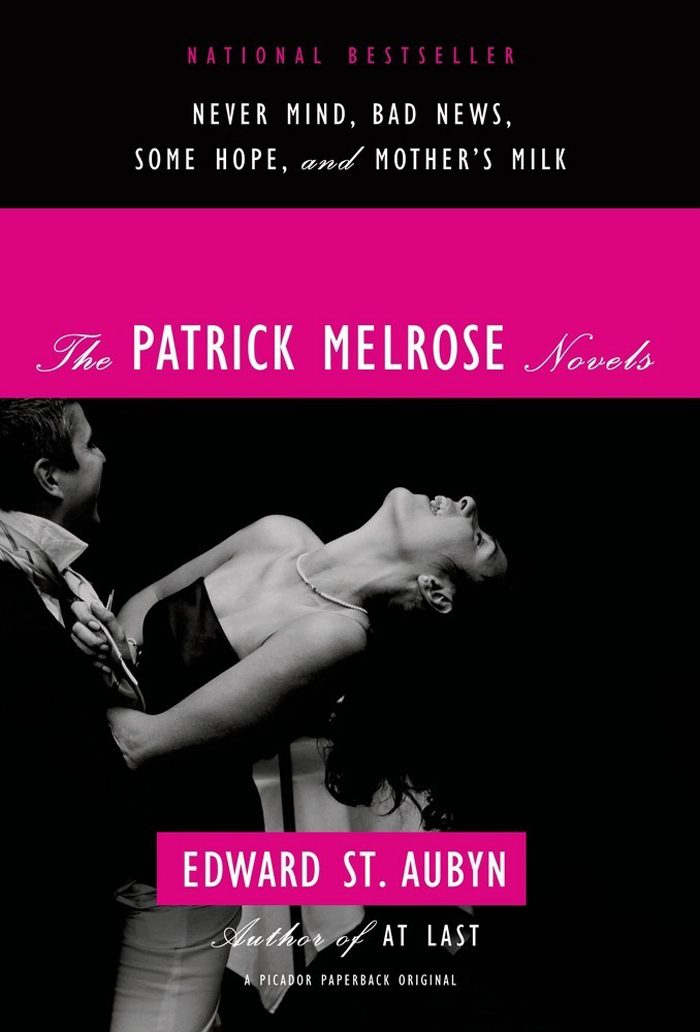 NATIONAL BESTSELLER
NEVER MIND, BAD NEWS,
SOME HOPE, and MOTHER'S MILK
The PATRICK MELROSE Novels
EDWARD ST. AUBYN
Author of AT LAST
A PICADOR PAPERBACK ORIGINAL